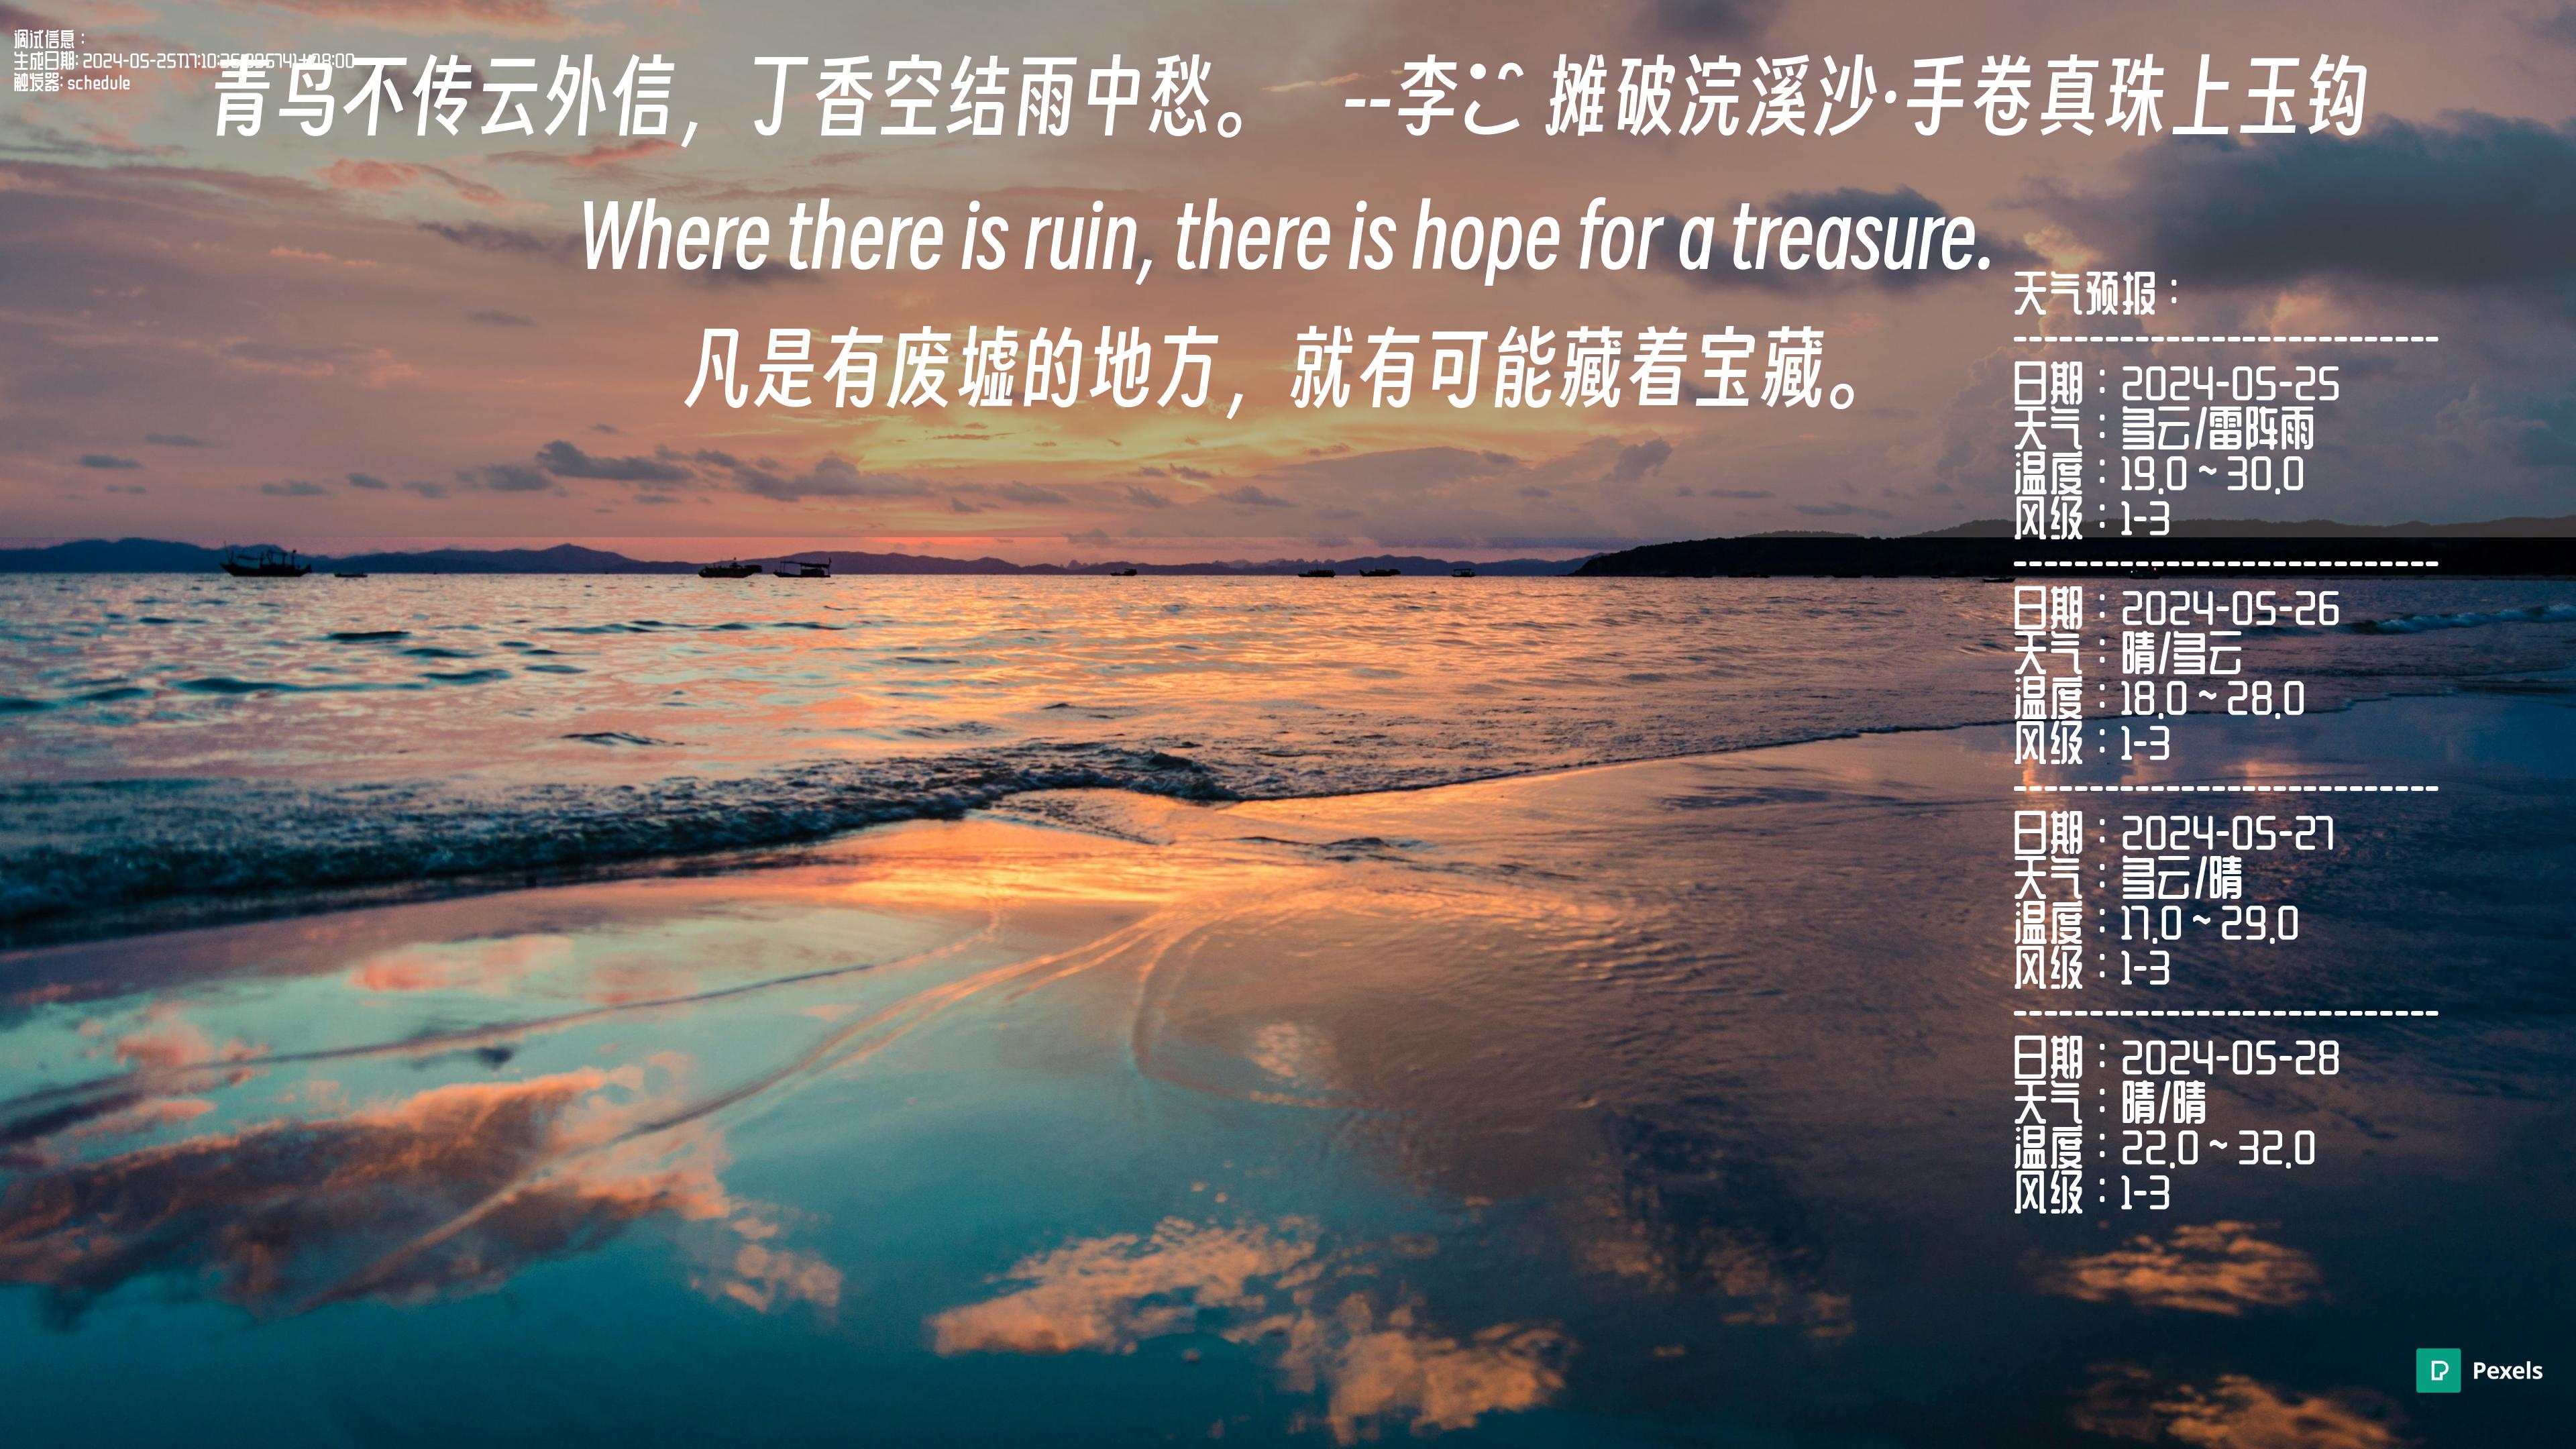 调试信息：
生成日期: 2024-05-25T17:10:
触发器: schedule
青鸟不传云外信，丁香空结雨中愁。 --李 摊破浣溪沙·手卷真珠上玉钩
Where there is ruin, there is hope for a treasure.
凡是有废墟的地方，就有可能藏着宝藏。
天气预报：
----------------------------
日期：2024-05-25
天气：多云/雷阵雨
温度：19.0 ~ 30.0
风级：1-3
----------------------------
日期：2024-05-26
天气：晴/多云
温度：18.0 ~ 28.0
风级：1-3
----------------------------
日期：2024-05-27
天气：多云/晴
温度：17.0 ~ 29.0
风级：1-3
----------------------------
日期：2024-05-28
天气：晴/晴
温度：22.0 ~ 32.0
风级：1-3
Pexels